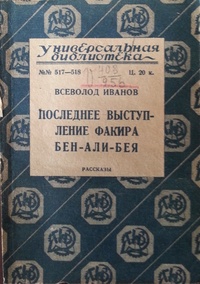 Универсальная
библиотека
№№ 517—518 Ц. 20 к.
ВСЕВОЛОД ИВАНОВ
ПОСЛЕДНЕЕ ВЫСТУП-
ЛЕНИЕ ФАКИРА
БЕН-АЛИ-БЕЯ
РАССКАЗЫ